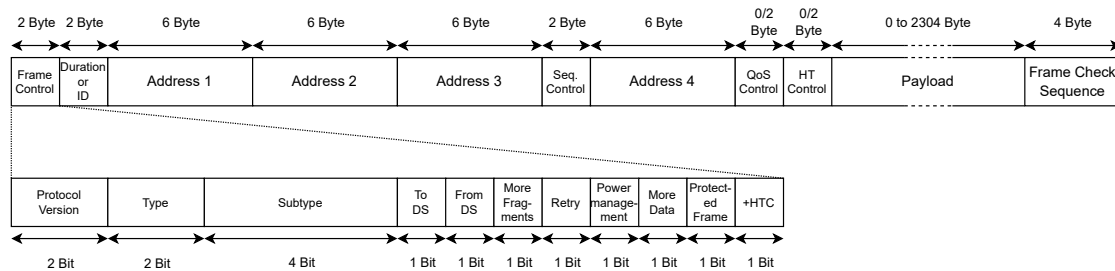 2 Byte 2 Byte 6 Byte 6 Byte 6 Byte 2 Byte 6 Byte 0/2 Byte 0/2 Byte 0 to 2304 Byte 4 Byte
Frame Control
Duration or ID
Address 1
Address 2
Address 3
Seq. Control
Address 4
QoS Control
HT Control
Payload
Frame Check Sequence
Protocol Version
Type
Subtype
To DS
From DS
More Frag- ments
Retry
Power manage- ment
More Data
Protect- ed Frame
+HTC
2 Bit 2 Bit 4 Bit 1 Bit 1 Bit 1 Bit 1 Bit 1 Bit 1 Bit 1 Bit 1 Bit